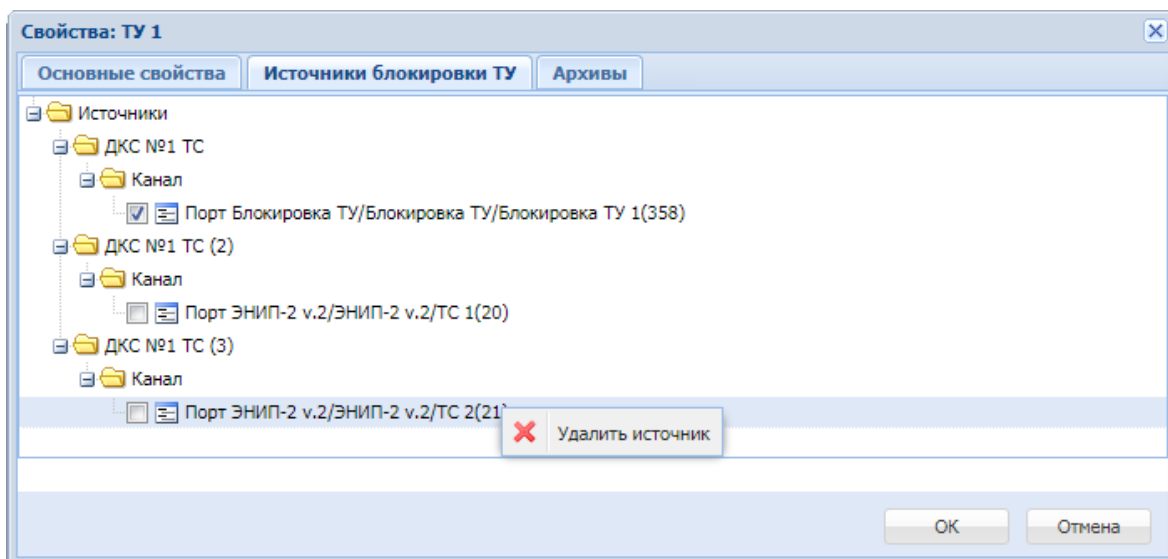 Свойства: ТУ 1
Основные свойства Источники блокировки ТУ Архивы
Источники
ДКС №1 ТС
Канал
Порт Блокировка ТУ/Блокировка ТУ/Блокировка ТУ 1(358)
ДКС №1 ТС (2)
Канал
Порт ЭНИП-2 v.2/ЭНИП-2 v.2/ТС 1(20)
ДКС №1 ТС (3)
Канал
Порт ЭНИП-2 v.2/ЭНИП-2 v.2/ТС 2(21)
Удалить источник
ОК Отмена